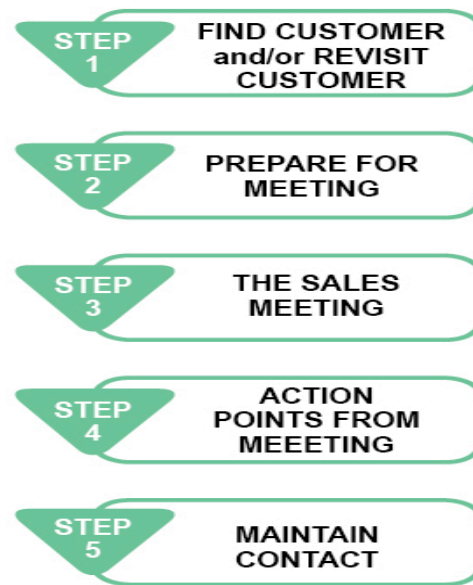 STEP
1
FIND CUSTOMER
and/or REVISIT
CUSTOMER
STEP
2
PREPARE FOR
MEETING
STEP
3
THE SALES
MEETING
STEP
4
ACTION
POINTS FROM
MEEETING
STEP
5
MAINTAIN
CONTACT